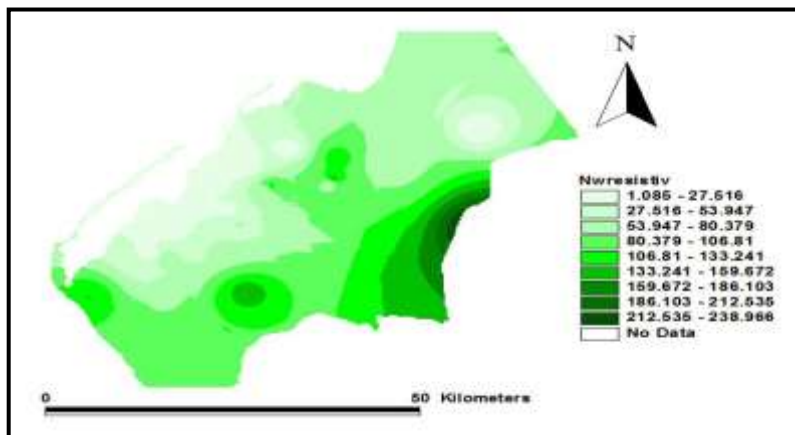 N
Nwresistiv
1.085 - 27.516
27.516 - 53.947
53.947 - 80.379
80.379 - 106.81
106.81 - 133.241
133.241 - 159.672
159.672 - 186.103
186.103 - 212.535
212.535 - 238.966
No Data
0 50 Kilometers